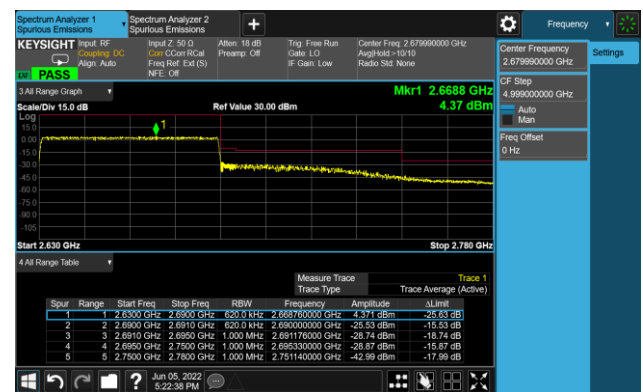 Spectrum Analyzer 1
Spurious Emissions
Spectrum Analyzer 2
Spurious Emissions
+
Frequency
KEYSIGHT
Input: RF
Coupling: DC
Align: Auto
Input Z: 50 Ω
Corr CCorr RCal
Freq Ref: Ext (S)
NFE: Off
Atten: 18 dB
Preamp: Off
Trig: Free Run
Gate: LO
IF Gain: Low
Center Freq: 2.679990000 GHz
Avg|Hold:>10/10
Radio Std: None
PASS
Center Frequency
2.679990000 GHz
Settings
CF Step
4.999000000 GHz
Auto
Man
Freq Offset
0 Hz
3 All Range Graph
Mkr1 2.6688 GHz
Scale/Div 15.0 dB
Ref Value 30.00 dBm
4.37 dBm
Log
1
15.0
0.00
-15.0
-30.0
-45.0
-60.0
-75.0
-90.0
-105
Start 2.630 GHz
Stop 2.780 GHz
4 All Range Table
Measure Trace Trace 1
Trace Type Trace Average (Active)
Spur Range Start Freq Stop Freq RBW Frequency Amplitude ΔLimit
1 1 2.6300 GHz 2.6900 GHz 620.0 kHz 2.668760000 GHz 4.371 dBm -25.63 dB
2 2 2.6900 GHz 2.6910 GHz 620.0 kHz 2.690000000 GHz -25.53 dBm -15.53 dB
3 3 2.6910 GHz 2.6950 GHz 1.000 MHz 2.691176000 GHz -28.74 dBm -18.74 dB
4 4 2.6950 GHz 2.7500 GHz 1.000 MHz 2.695330000 GHz -28.87 dBm -15.87 dB
5 5 2.7500 GHz 2.7800 GHz 1.000 MHz 2.751140000 GHz -42.99 dBm -17.99 dB
?
Jun 05, 2022
5:22:38 PM